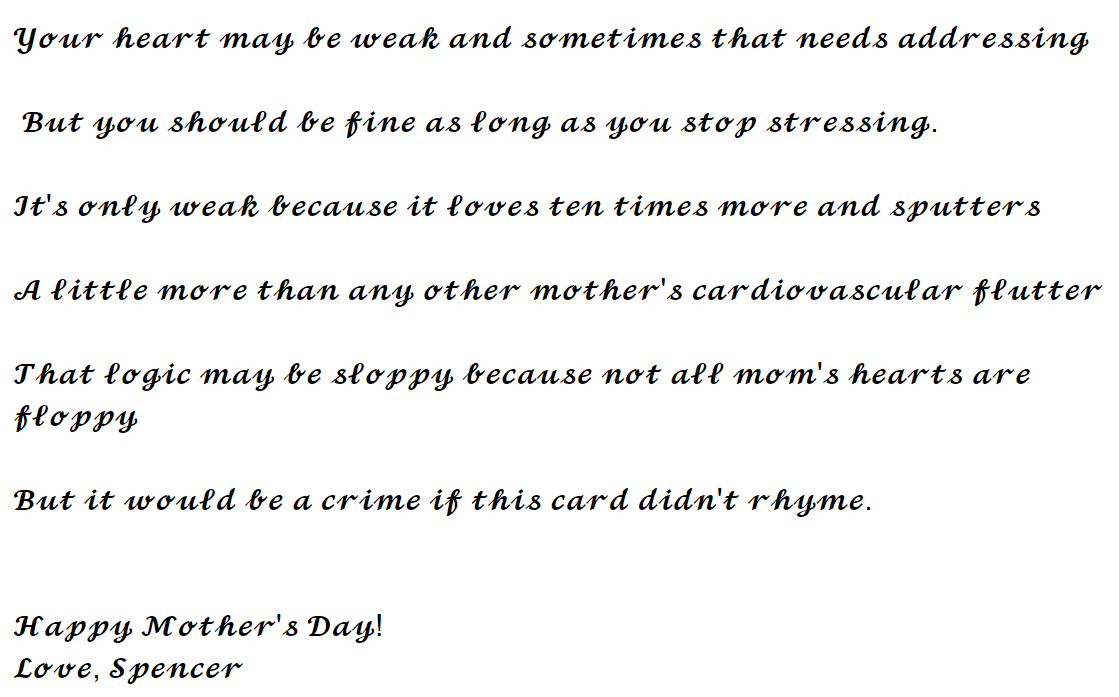 Your heart may be weak and sometimes that needs addressing
But you should be fine as long as you stop stressing.
It's only weak because it loves ten times more and sputters
A little more than any other mother's cardiovascular flutter
That logic may be sloppy because not all mom's hearts are
floppy
But it would be a crime if this card didn't rhyme.
Happy Mother's Day!
Love, Spencer